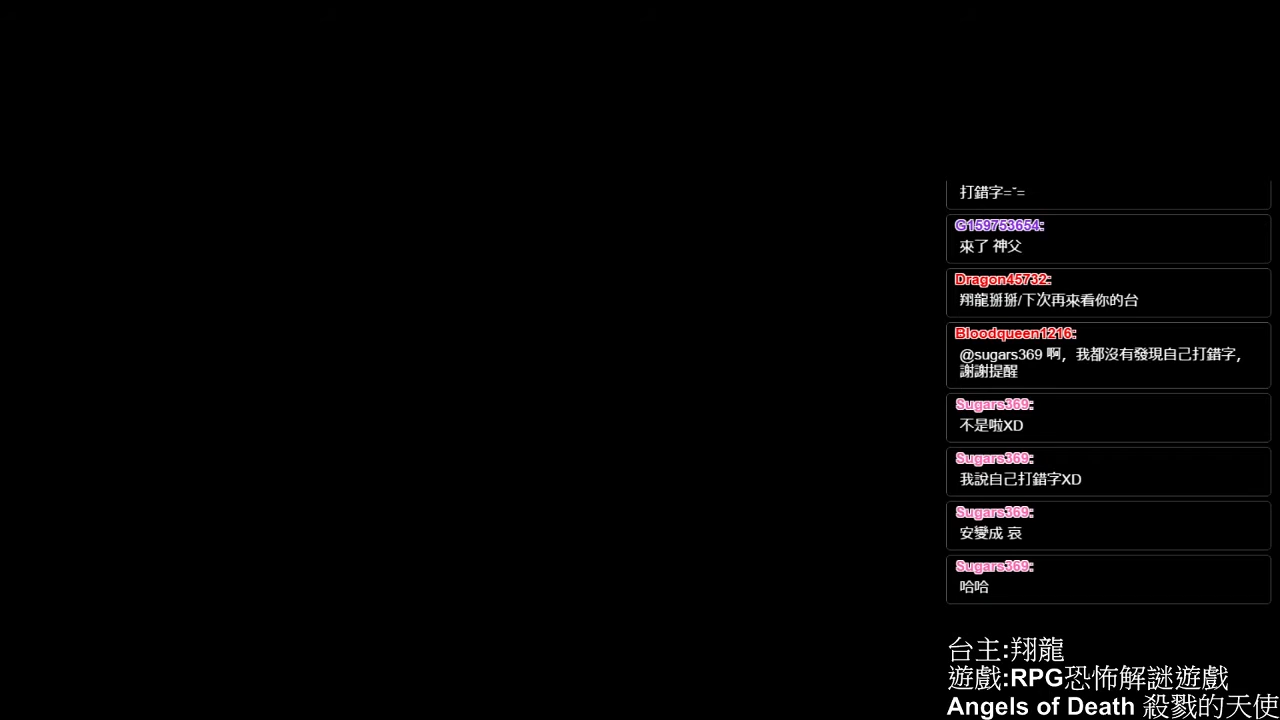 打錯字=ˇ=
G159753654:
來了 神父
Dragon45732:
翔龍掰掰/下次再來看你的台
Bloodqueen1216:
@sugars369 啊，我都沒有發現自己打錯字，
謝謝提醒
Sugars369:
不是啦XD
Sugars369:
我說自己打錯字XD
Sugars369:
安變成 哀
Sugars369:
哈哈
台主:翔龍
遊戲:RPG恐怖解謎遊戲
Angels of Death 殺戮的天使